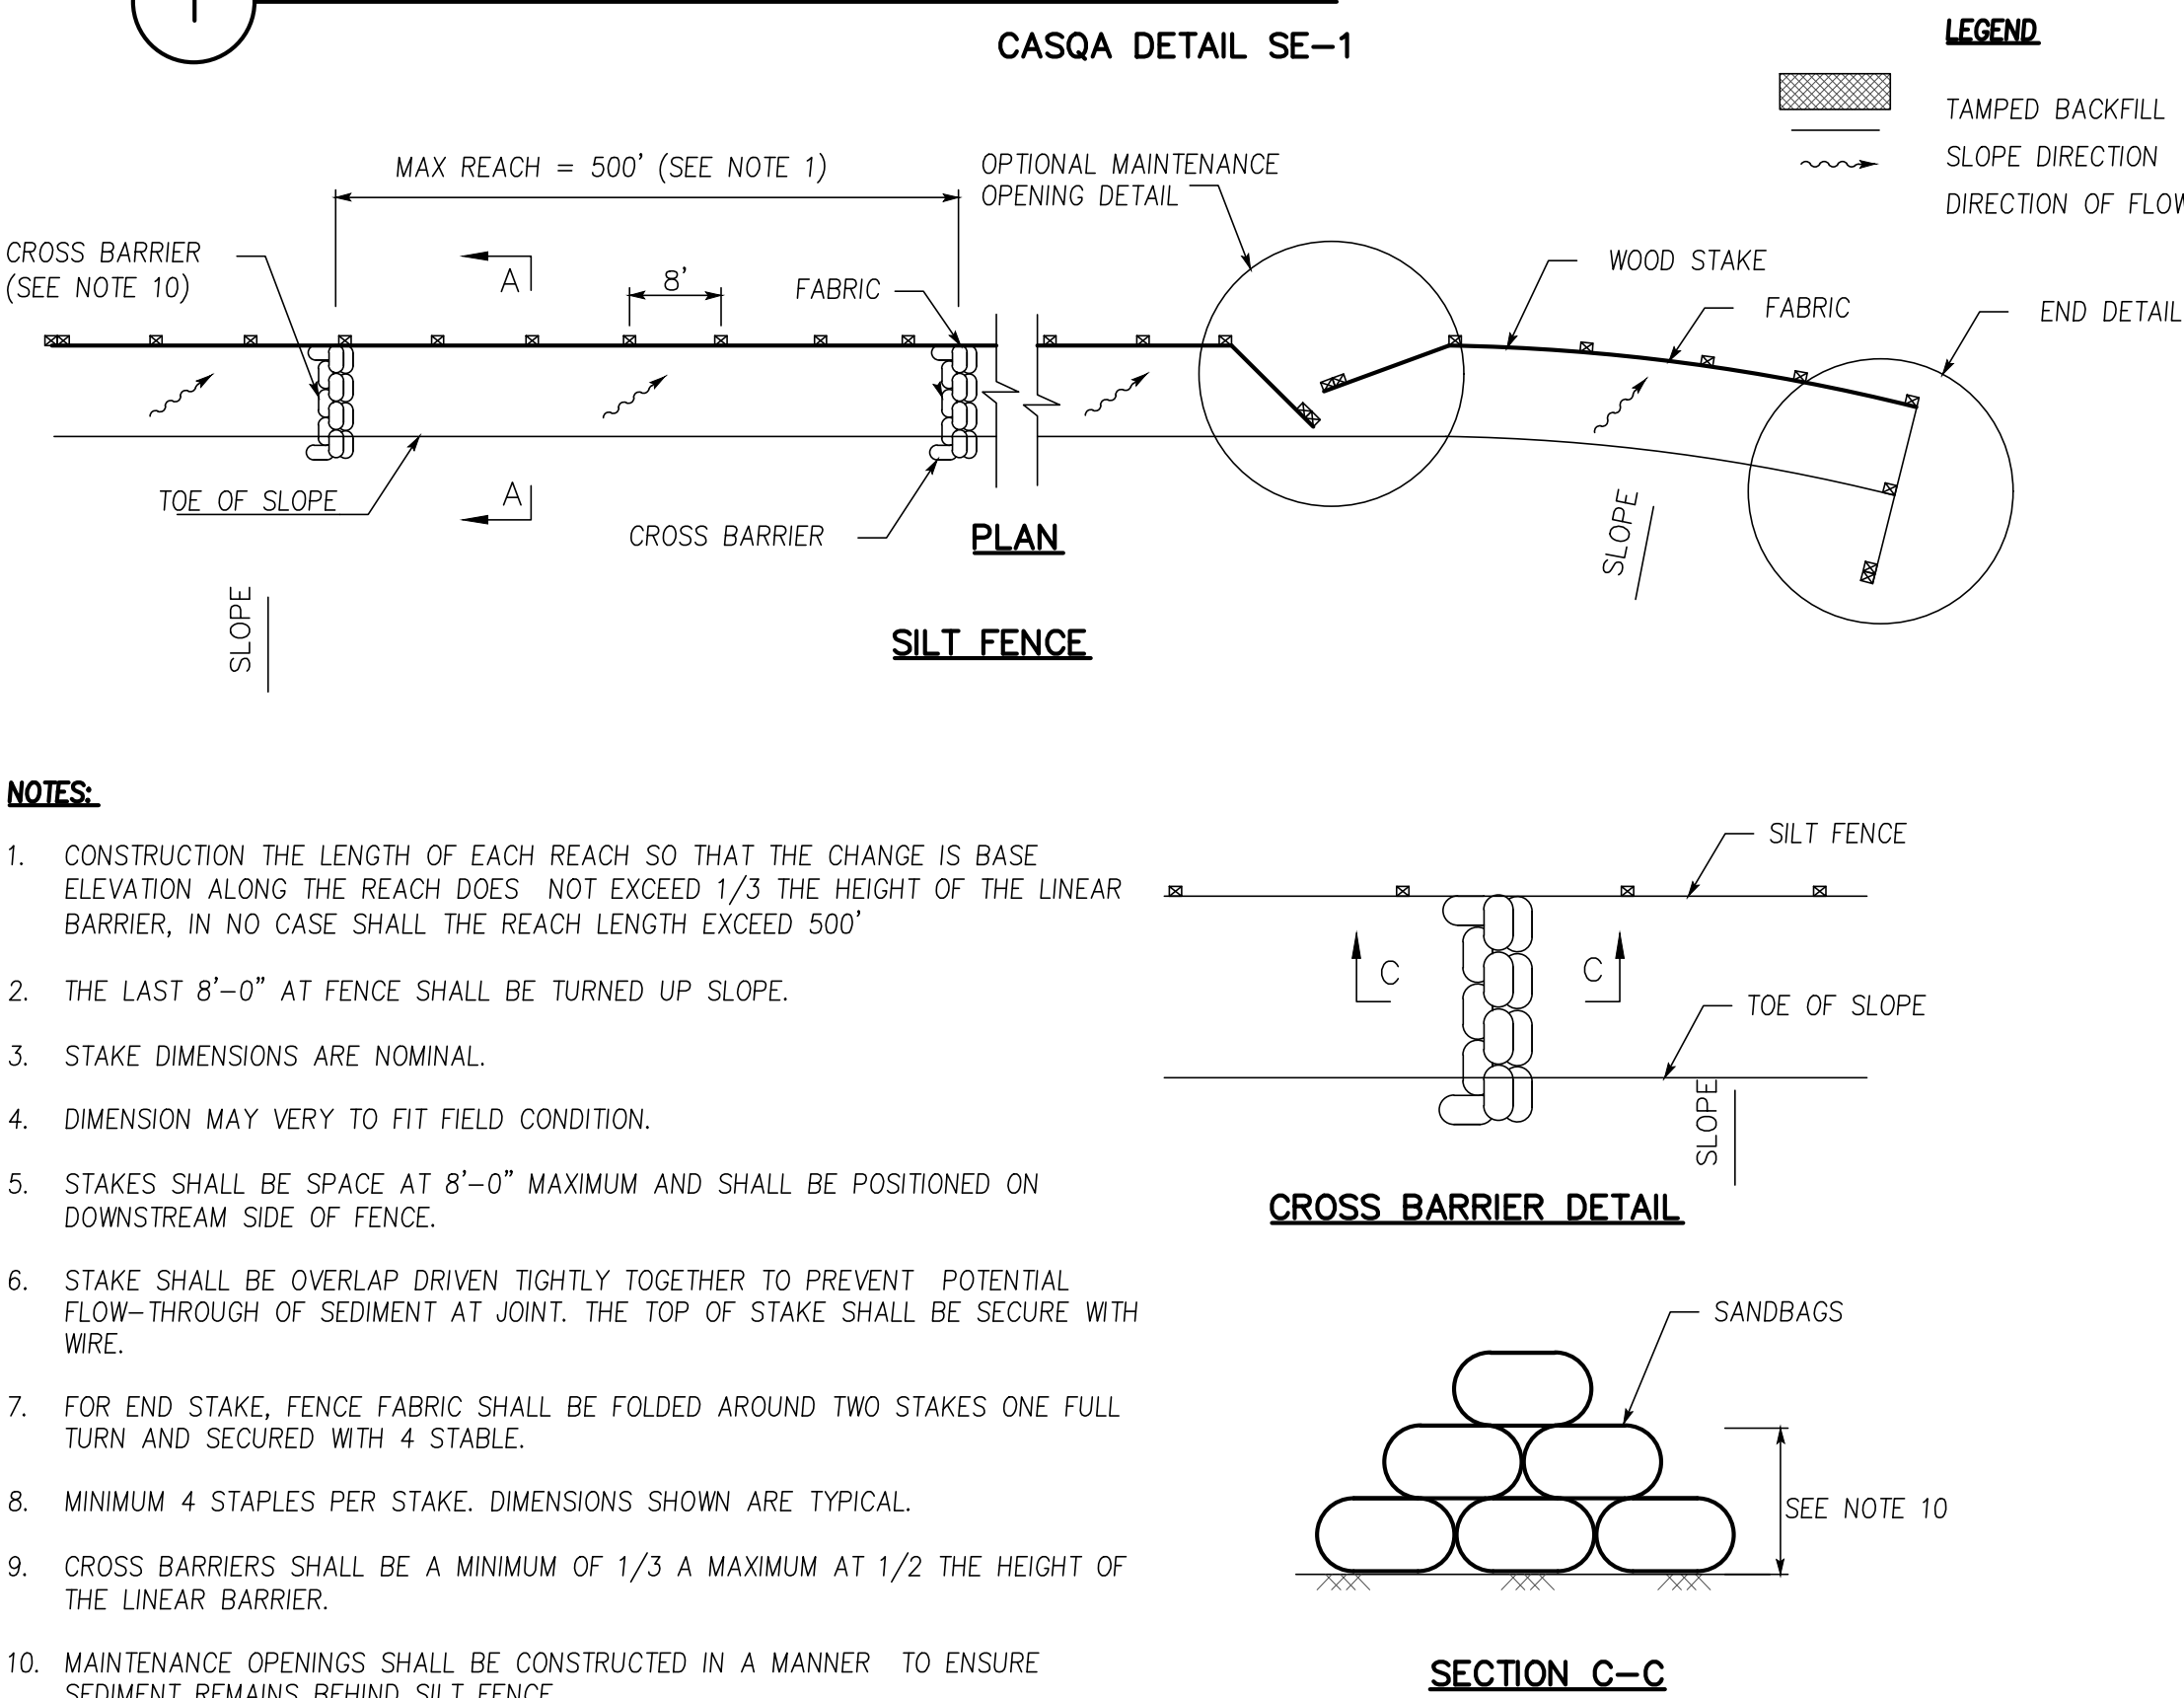 1
CASQA DETAIL SE-1
LEGEND
TAMPED BACKFILL
SLOPE DIRECTION
DIRECTION OF FLOW
MAX REACH = 500' (SEE NOTE 1)
OPTIONAL MAINTENANCE
OPENING DETAIL
CROSS BARRIER
(SEE NOTE 10)
A
8'
FABRIC
WOOD STAKE
FABRIC
END DETAIL
TOE OF SLOPE
A
CROSS BARRIER
PLAN
SLOPE
SLOPE
SILT FENCE
NOTES:
1. CONSTRUCTION THE LENGTH OF EACH REACH SO THAT THE CHANGE IS BASE
ELEVATION ALONG THE REACH DOES NOT EXCEED 1/3 THE HEIGHT OF THE LINEAR
BARRIER, IN NO CASE SHALL THE REACH LENGTH EXCEED 500'
2. THE LAST 8'-0" AT FENCE SHALL BE TURNED UP SLOPE.
3. STAKE DIMENSIONS ARE NOMINAL.
4. DIMENSION MAY VERY TO FIT FIELD CONDITION.
5. STAKES SHALL BE SPACE AT 8'-0" MAXIMUM AND SHALL BE POSITIONED ON
DOWNSTREAM SIDE OF FENCE.
6. STAKE SHALL BE OVERLAP DRIVEN TIGHTLY TOGETHER TO PREVENT POTENTIAL
FLOW-THROUGH OF SEDIMENT AT JOINT. THE TOP OF STAKE SHALL BE SECURE WITH
WIRE.
7. FOR END STAKE, FENCE FABRIC SHALL BE FOLDED AROUND TWO STAKES ONE FULL
TURN AND SECURED WITH 4 STABLE.
8. MINIMUM 4 STAPLES PER STAKE. DIMENSIONS SHOWN ARE TYPICAL.
9. CROSS BARRIERS SHALL BE A MINIMUM OF 1/3 A MAXIMUM AT 1/2 THE HEIGHT OF
THE LINEAR BARRIER.
10. MAINTENANCE OPENINGS SHALL BE CONSTRUCTED IN A MANNER TO ENSURE
SEDIMENT REMAINS BEHIND SILT FENCE
SILT FENCE
C
C
TOE OF SLOPE
SLOPE
CROSS BARRIER DETAIL
SANDBAGS
SEE NOTE 10
SECTION C-C